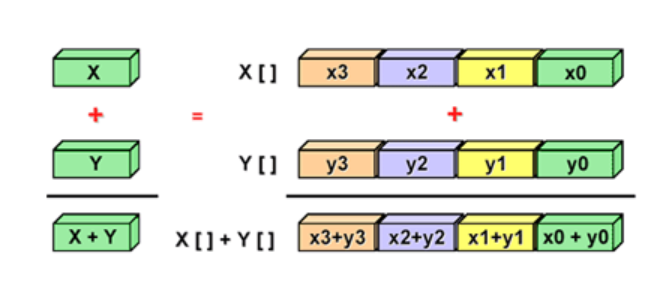 X X [ ] x3 x2 x1 x0
+ = +
Y Y [ ] y3 y2 y1 y0
X + Y X [ ] + Y [ ] x3+y3 x2+y2 x1+y1 x0 + y0